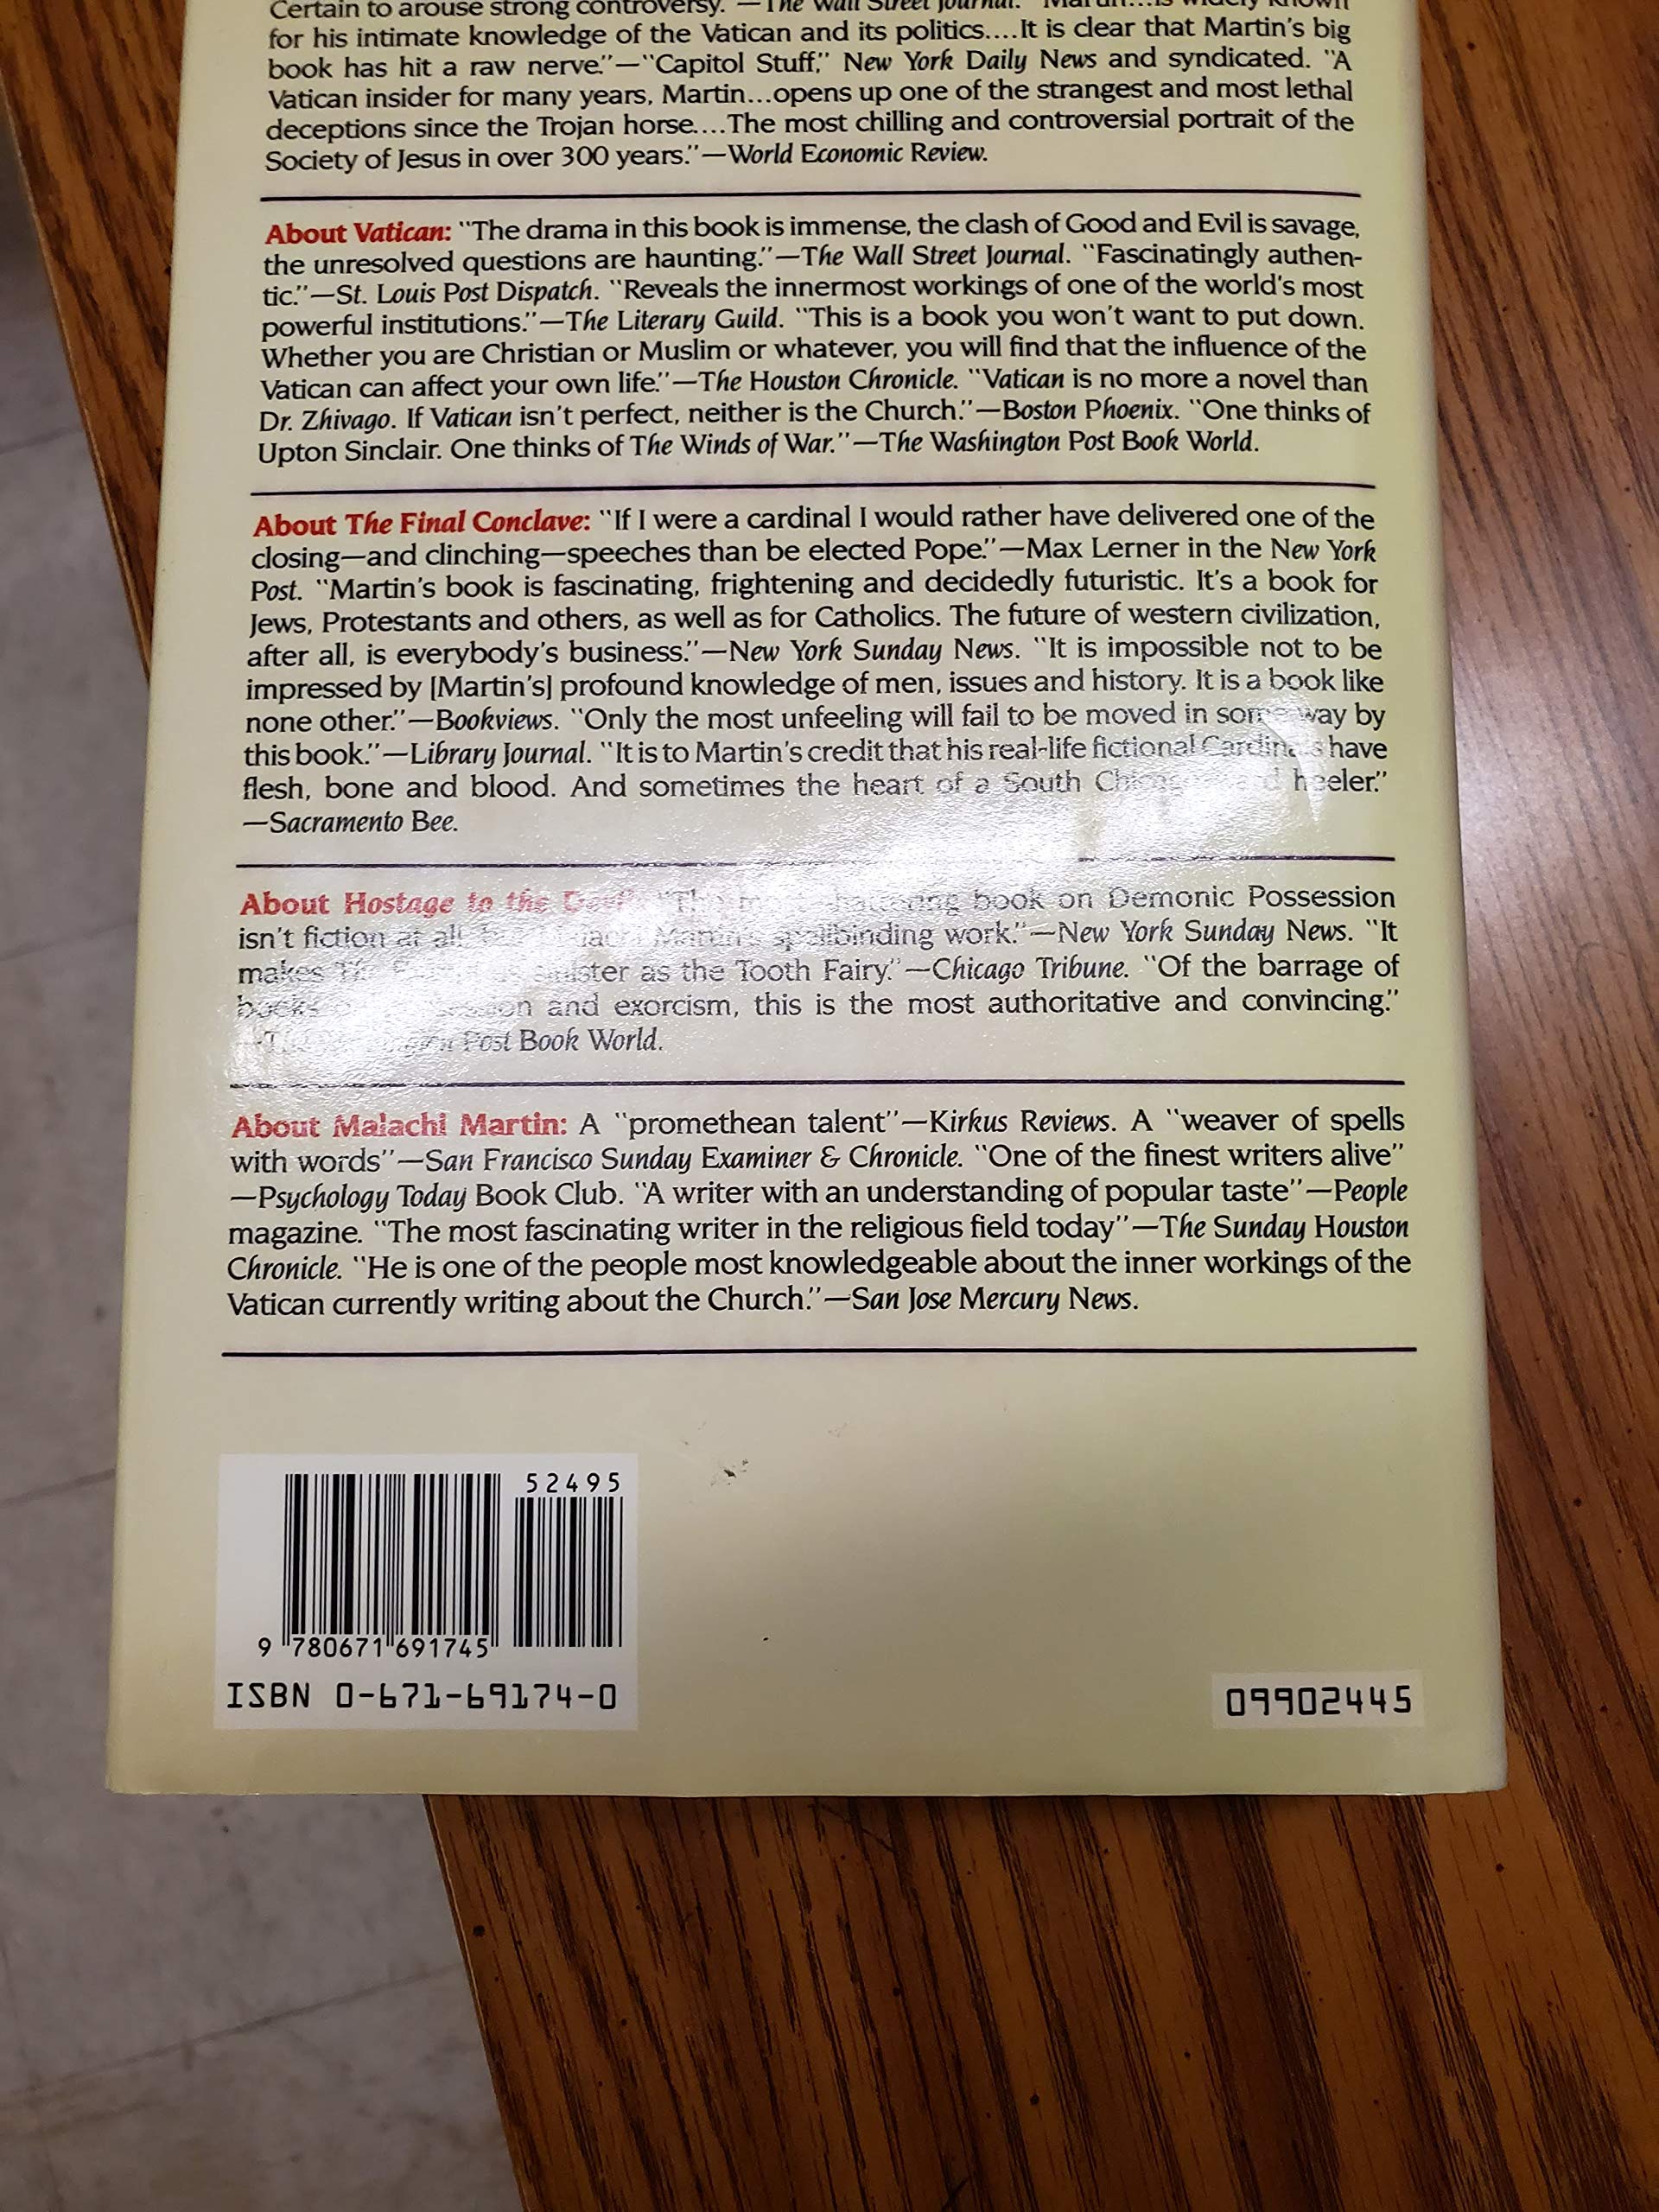 Certain to arouse strong controversy."—The Wall Street Journal. "Martin...is widely known
for his intimate knowledge of the Vatican and its politics....It is clear that Martin's big
book has hit a raw nerve."—"Capitol Stuff," New York Daily News and syndicated. "A
Vatican insider for many years, Martin...opens up one of the strangest and most lethal
deceptions since the Trojan horse....The most chilling and controversial portrait of the
Society of Jesus in over 300 years."—World Economic Review.
About Vatican: "The drama in this book is immense, the clash of Good and Evil is savage,
the unresolved questions are haunting."—The Wall Street Journal. "Fascinatingly authen-
tic."—St. Louis Post Dispatch. "Reveals the innermost workings of one of the world's most
powerful institutions."—The Literary Guild. "This is a book you won't want to put down.
Whether you are Christian or Muslim or whatever, you will find that the influence of the
Vatican can affect your own life."—The Houston Chronicle. "Vatican is no more a novel than
Dr. Zhivago. If Vatican isn't perfect, neither is the Church."—Boston Phoenix. "One thinks of
Upton Sinclair. One thinks of The Winds of War."—The Washington Post Book World.
About The Final Conclave: "If I were a cardinal I would rather have delivered one of the
closing—and clinching—speeches than be elected Pope."—Max Lerner in the New York
Post. "Martin's book is fascinating, frightening and decidedly futuristic. It's a book for
Jews, Protestants and others, as well as for Catholics. The future of western civilization,
after all, is everybody's business."—New York Sunday News. "It is impossible not to be
impressed by [Martin's] profound knowledge of men, issues and history. It is a book like
none other."—Bookviews. "Only the most unfeeling will fail to be moved in some way by
this book."—Library Journal. "It is to Martin's credit that his real-life fictional Cardinals have
flesh, bone and blood. And sometimes the heart of a South heeler."
—Sacramento Bee.
About Hostage to the Devil: book on Demonic Possession
isn't fiction at all, Malachi Martin's spellbinding work."—New York Sunday News. "It
makes sinister as the Tooth Fairy."—Chicago Tribune. "Of the barrage of
books and exorcism, this is the most authoritative and convincing."
Post Book World.
About Malachi Martin: A "promethean talent"—Kirkus Reviews. A "weaver of spells
with words"—San Francisco Sunday Examiner & Chronicle. "One of the finest writers alive"
—Psychology Today Book Club. "A writer with an understanding of popular taste"—People
magazine. "The most fascinating writer in the religious field today"—The Sunday Houston
Chronicle. "He is one of the people most knowledgeable about the inner workings of the
Vatican currently writing about the Church."—San Jose Mercury News.
52495
9 780671 691745
ISBN 0-671-69174-0
09902445